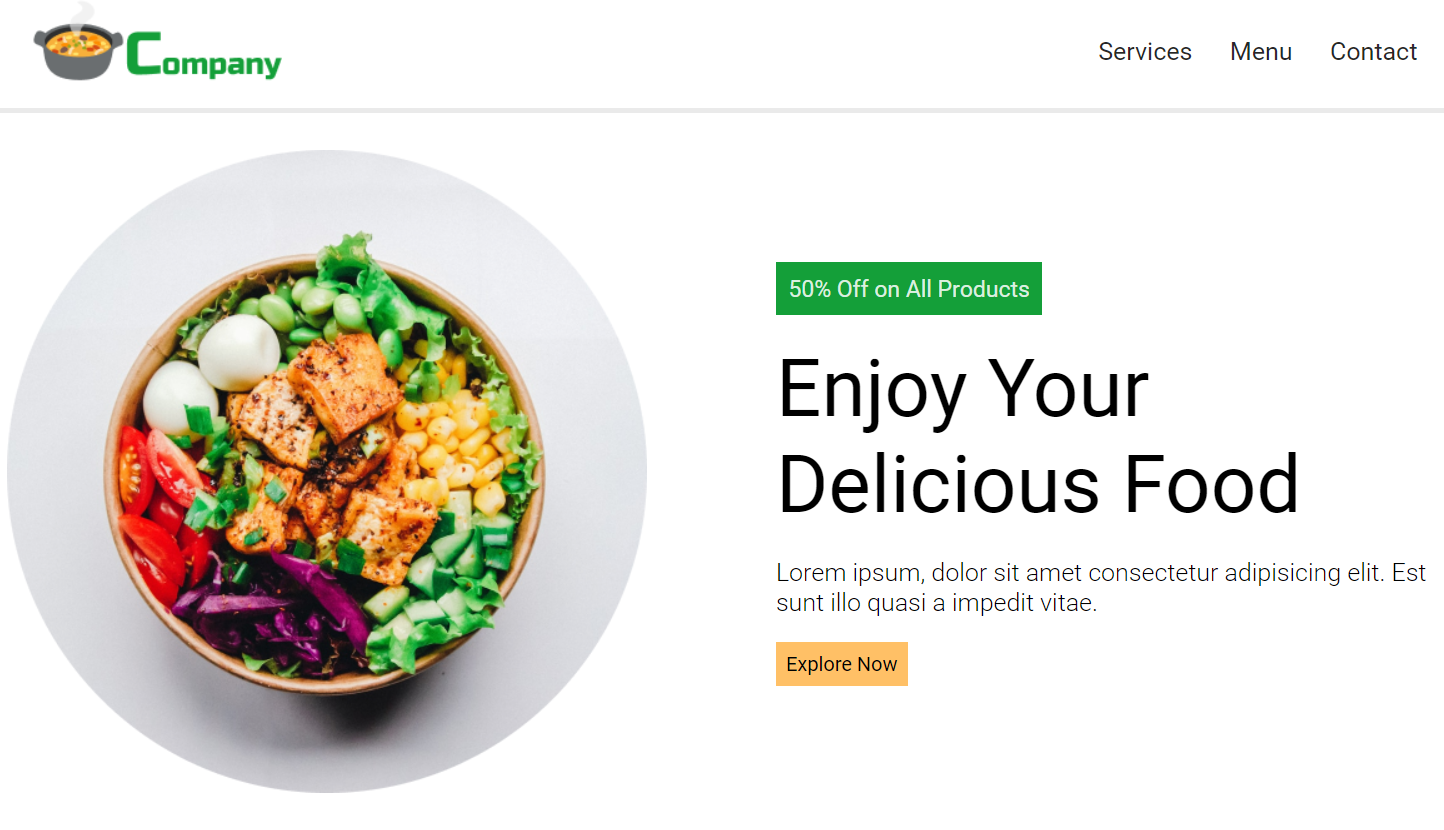 Company
Services Menu Contact
50% Off on All Products
Enjoy Your
Delicious Food
Lorem ipsum, dolor sit amet consectetur adipisicing elit. Est
sunt illo quasi a impedit vitae.
Explore Now